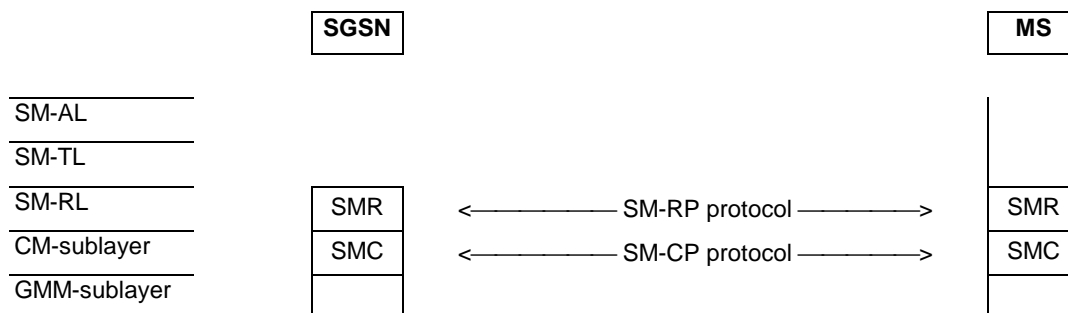 SGSN MS
SM-AL
SM-TL
SM-RL SMR <—————— SM-RP protocol ——————> SMR
CM-sublayer SMC <—————— SM-CP protocol ——————> SMC
GMM-sublayer